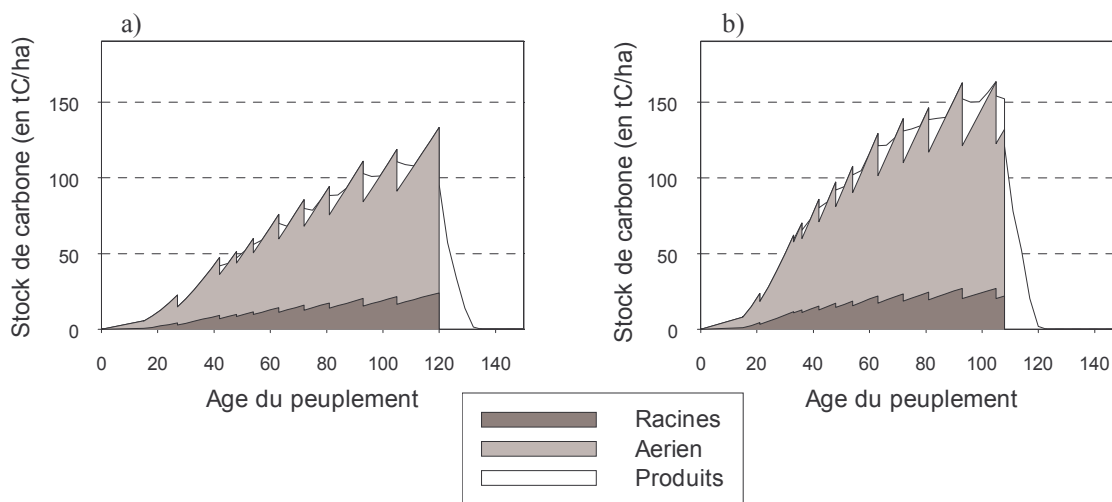 a)
Stock de carbone (en tC/ha)
150
100
50
0
0 20 40 60 80 100 120 140
Age du peuplement
b)
Stock de carbone (en tC/ha)
150
100
50
0
0 20 40 60 80 100 120 140
Age du peuplement
Racines
Aerien
Produits